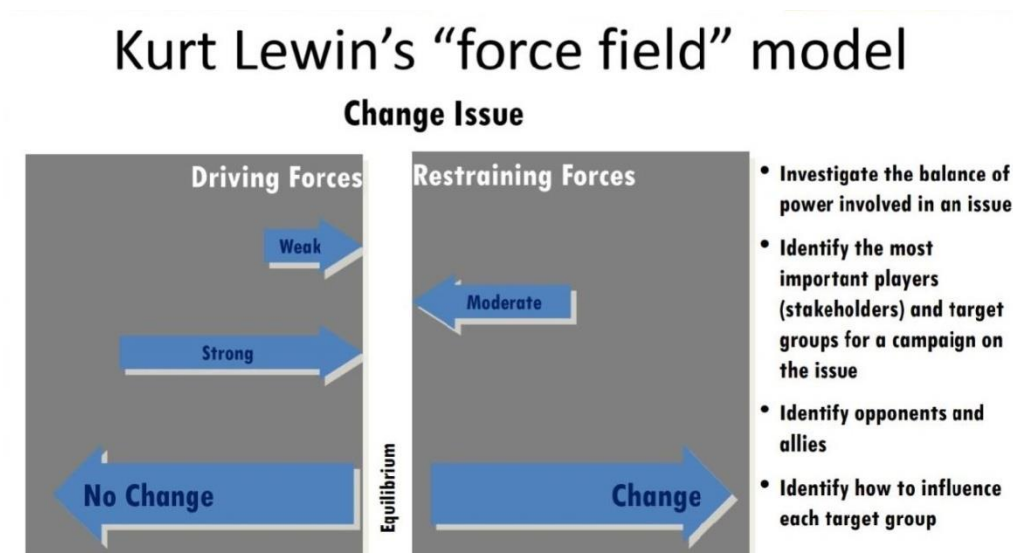 Kurt Lewin’s “force field” model
Change Issue
Driving Forces
Weak
Strong
No Change
Equilibrium
Restraining Forces
Moderate
Change
• Investigate the balance of
power involved in an issue
• Identify the most
important players
(stakeholders) and target
groups for a campaign on
the issue
• Identify opponents and
allies
• Identify how to influence
each target group